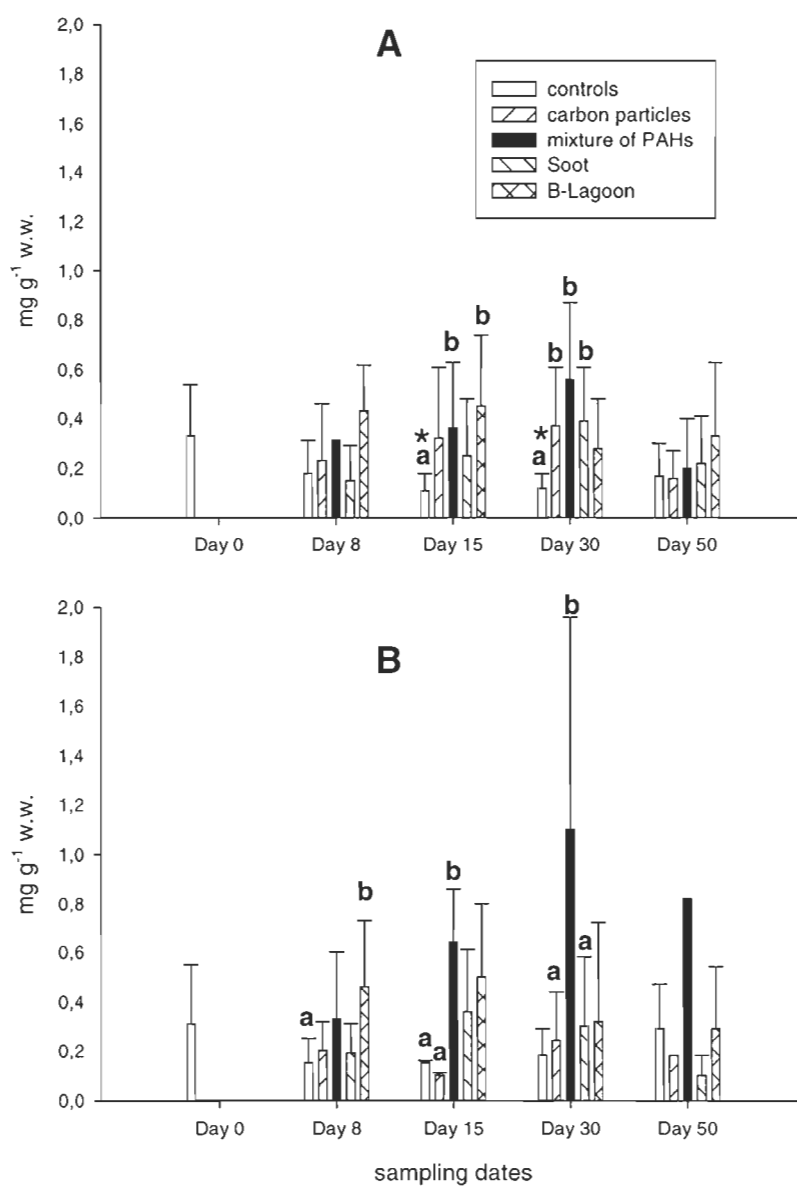 2,0
A
1,8
1,6
1,4
1,2
1,0
0,8
0,6
0,4
0,2
0,0
mg g-1 w.w.
controls
carbon particles
mixture of PAHs
Soot
B-Lagoon
* a b b
* a b b b
Day 0 Day 8 Day 15 Day 30 Day 50
2,0
B
1,8
1,6
1,4
1,2
1,0
0,8
0,6
0,4
0,2
0,0
mg g-1 w.w.
a b
a a b
a b a
Day 0 Day 8 Day 15 Day 30 Day 50
sampling dates